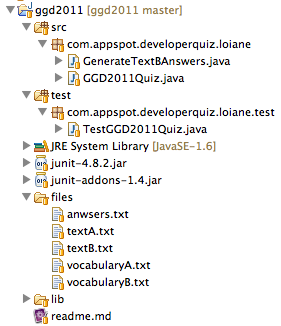 ggd2011 [ggd2011 master]
src
com.appspot.developerquiz.loiane
GenerateTextBAnswers.java
GGD2011Quiz.java
test
com.appspot.developerquiz.loiane.test
TestGGD2011Quiz.java
JRE System Library [JavaSE-1.6]
junit-4.8.2.jar
junit-addons-1.4.jar
files
anwsers.txt
textA.txt
textB.txt
vocabularyA.txt
vocabularyB.txt
lib
readme.md